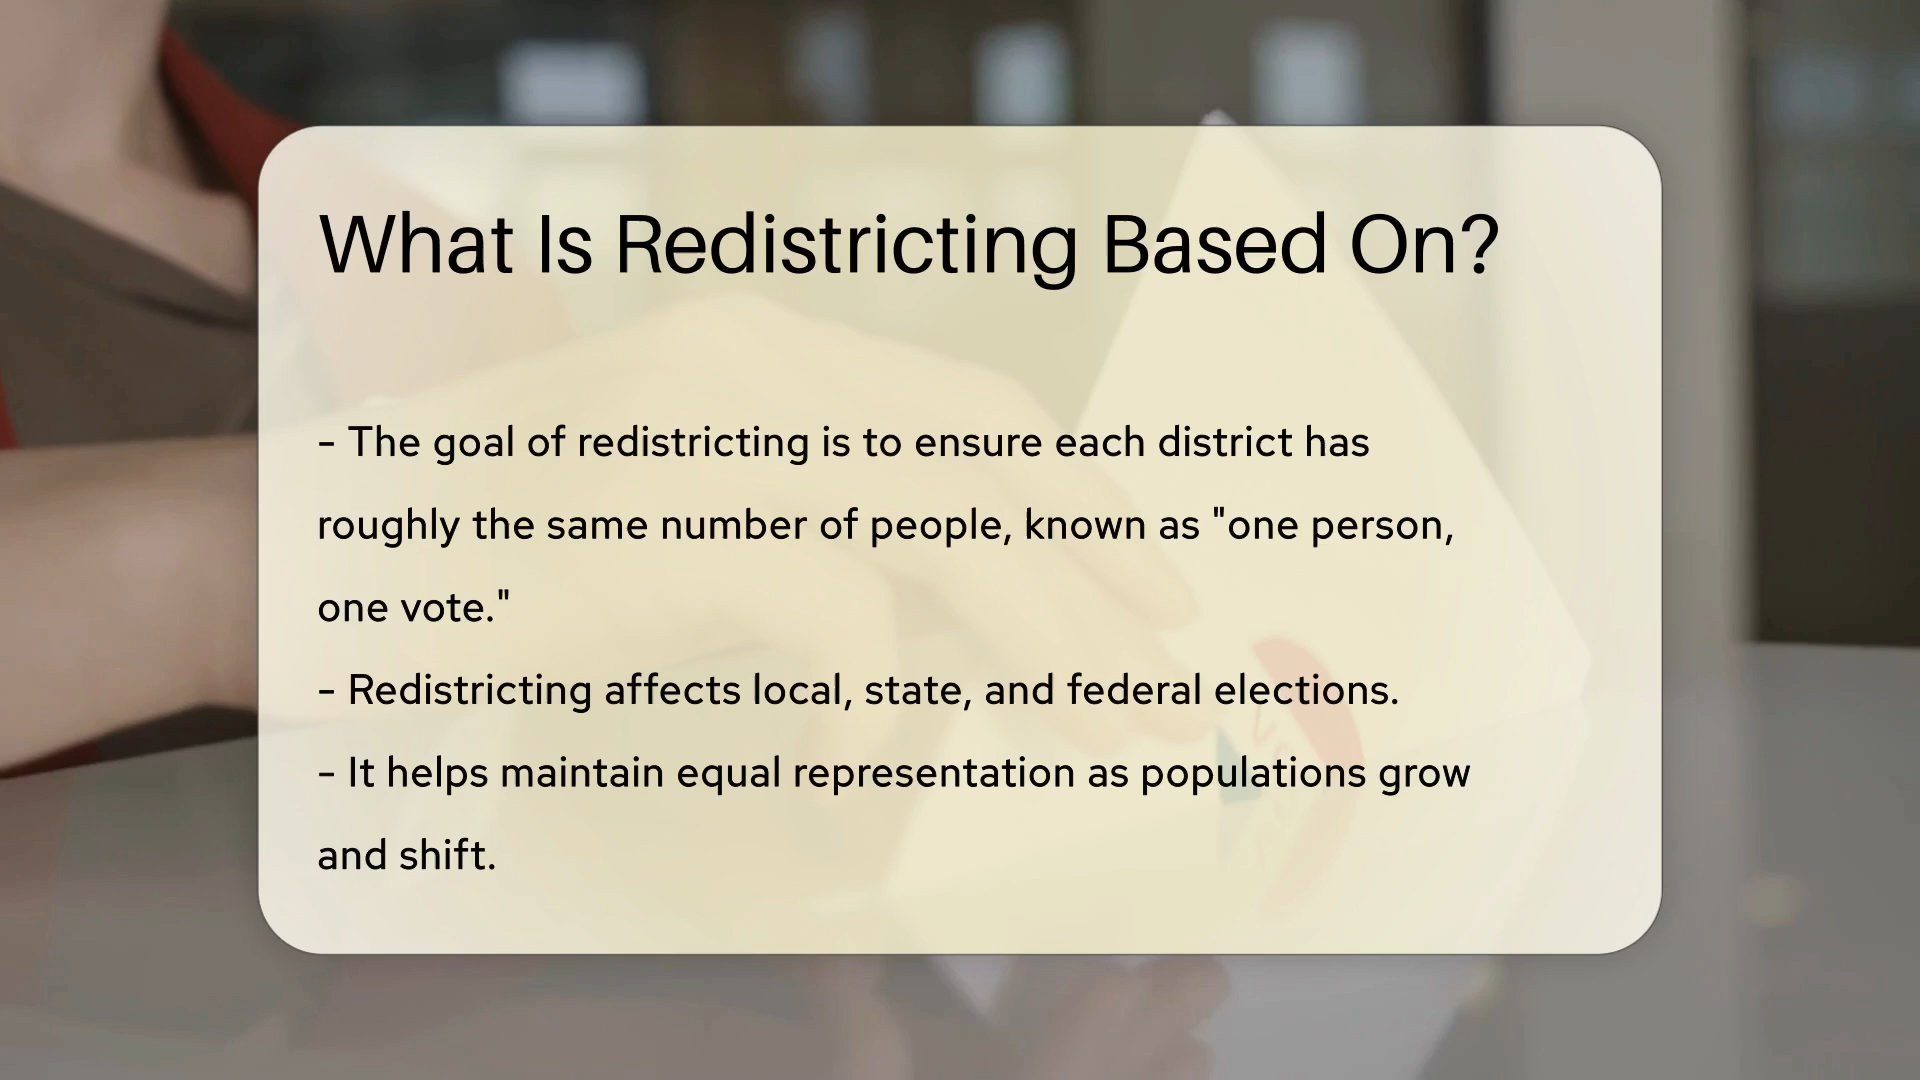 What Is Redistricting Based On?
- The goal of redistricting is to ensure each district has
roughly the same number of people, known as "one person,
one vote."
- Redistricting affects local, state, and federal elections.
- It helps maintain equal representation as populations grow
and shift.